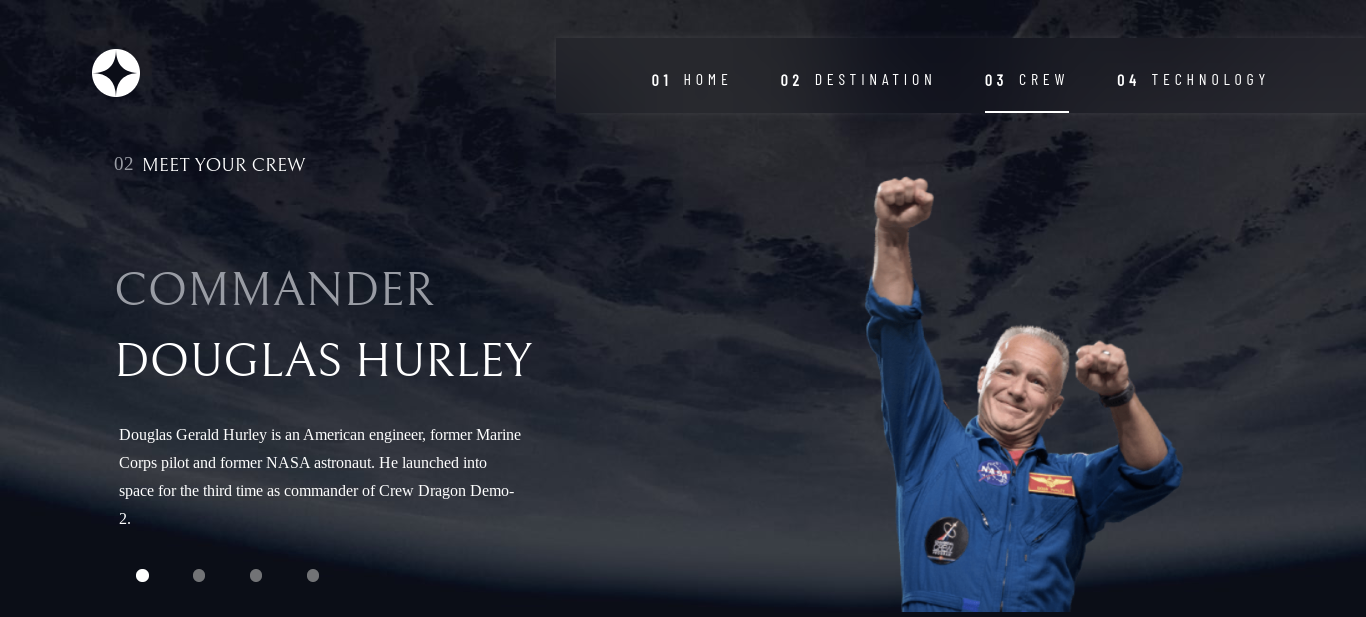 01 HOME 02 DESTINATION 03 CREW 04 TECHNOLOGY
02 MEET YOUR CREW
COMMANDER
DOUGLAS HURLEY
Douglas Gerald Hurley is an American engineer, former Marine
Corps pilot and former NASA astronaut. He launched into
space for the third time as commander of Crew Dragon Demo-
2.
NASA